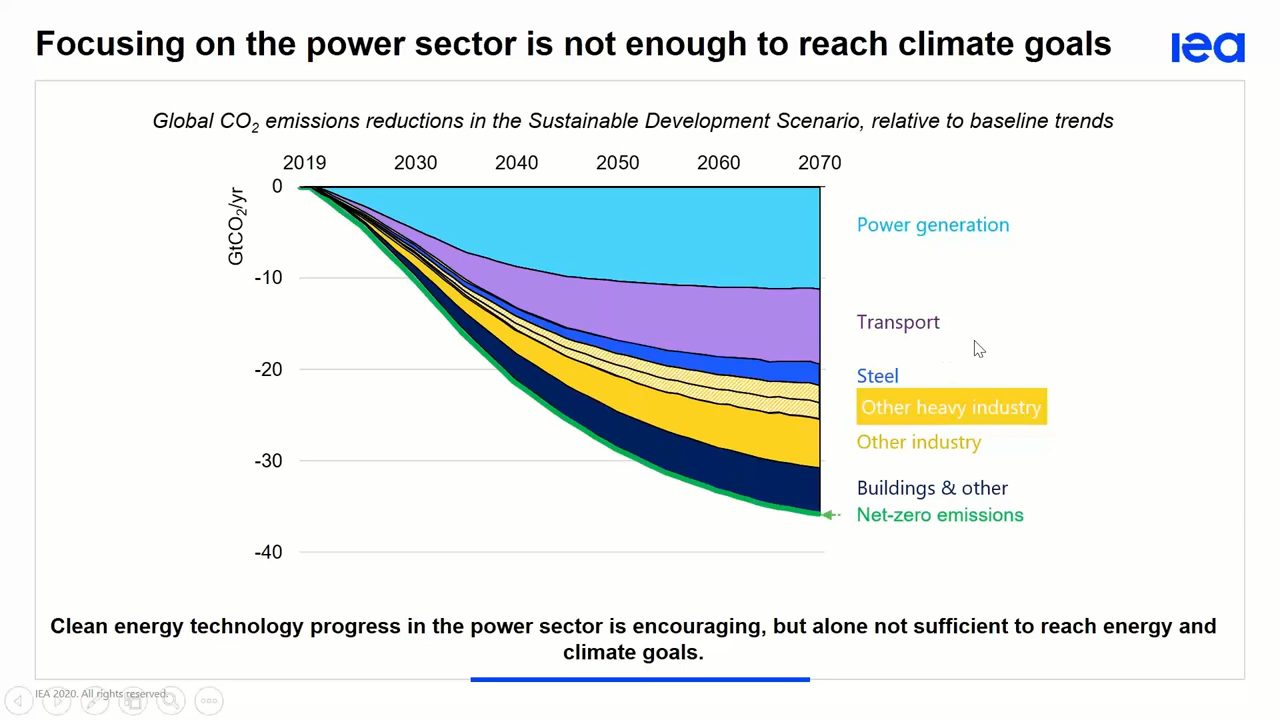 Focusing on the power sector is not enough to reach climate goals
iea
Global CO2 emissions reductions in the Sustainable Development Scenario, relative to baseline trends
2019 2030 2040 2050 2060 2070
GtCO2/yr
0
-10
-20
-30
-40
Power generation
Transport
Steel
Other heavy industry
Other industry
Buildings & other
Net-zero emissions
Clean energy technology progress in the power sector is encouraging, but alone not sufficient to reach energy and
climate goals.
IEA 2020. All rights reserved.